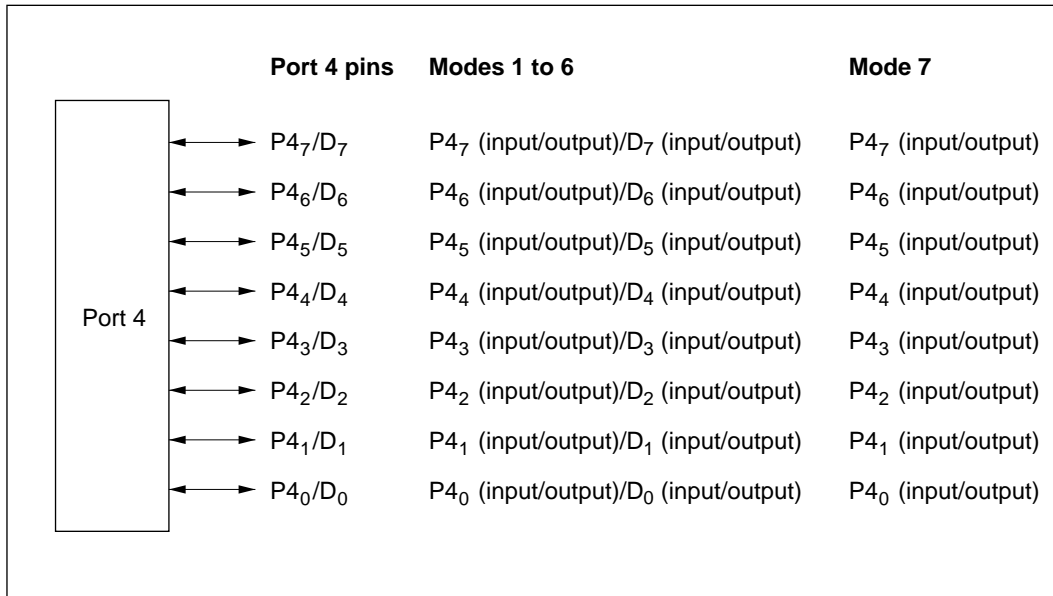 Port 4 pins Modes 1 to 6 Mode 7
P4₇/D₇ P4₇ (input/output)/D₇ (input/output) P4₇ (input/output)
P4₆/D₆ P4₆ (input/output)/D₆ (input/output) P4₆ (input/output)
P4₅/D₅ P4₅ (input/output)/D₅ (input/output) P4₅ (input/output)
P4₄/D₄ P4₄ (input/output)/D₄ (input/output) P4₄ (input/output)
Port 4
P4₃/D₃ P4₃ (input/output)/D₃ (input/output) P4₃ (input/output)
P4₂/D₂ P4₂ (input/output)/D₂ (input/output) P4₂ (input/output)
P4₁/D₁ P4₁ (input/output)/D₁ (input/output) P4₁ (input/output)
P4₀/D₀ P4₀ (input/output)/D₀ (input/output) P4₀ (input/output)